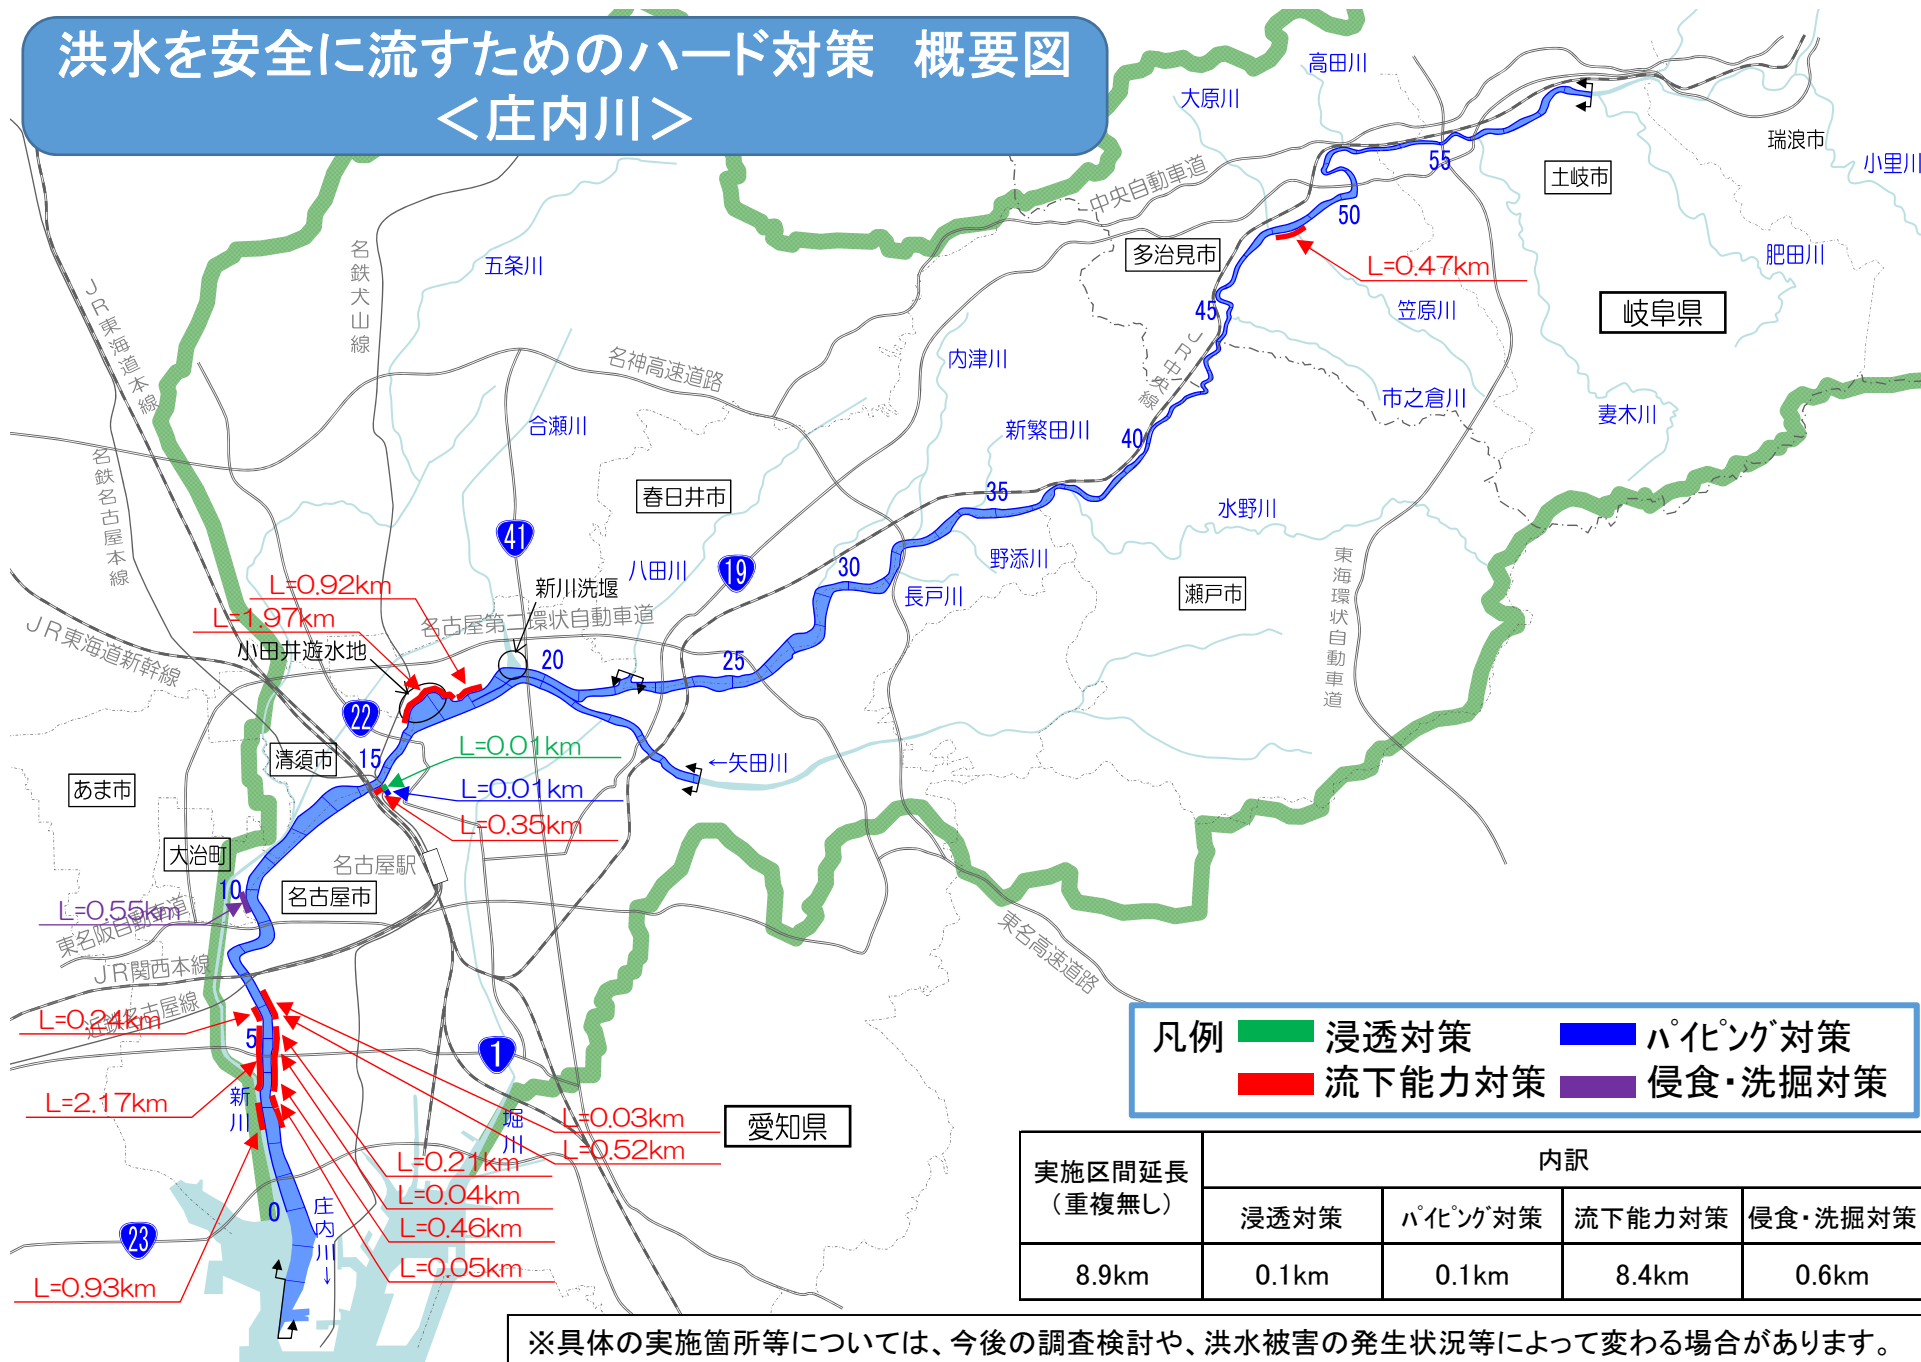 洪水を安全に流すためのハード対策 概要図
＜庄内川＞
高田川
大原川
瑞浪市
小里川
土岐市
55
中央自動車道
50
多治見市
肥田川
L=0.47km
名鉄犬山線
五条川
JR東海道本線
岐阜県
笠原川
45
JR中央線
内津川
名神高速道路
市之倉川
妻木川
合瀬川
新繁田川
40
名鉄名古屋本線
春日井市
35
水野川
41
19
野添川
東海環状自動車道
八田川
30
L=0.92km
新川洗堰
長戸川
瀬戸市
L=1.97km
名古屋第二環状自動車道
JR東海道新幹線
小田井遊水地
20
25
22
15
L=0.01km
清須市
←矢田川
あま市
L=0.01km
L=0.35km
大治町
名古屋駅
10
名古屋市
L=0.55km
東名阪自動車道
東名高速道路
JR関西本線
近鉄名古屋線
L=0.24km
5
1
凡例
浸透対策
パイピング対策
流下能力対策
侵食・洗掘対策
L=2.17km
新川
堀川
L=0.03km
愛知県
L=0.52km
L=0.21km
L=0.04km
0
庄内川→
L=0.46km
23
L=0.05km
L=0.93km
実施区間延長
（重複無し）
内訳
浸透対策 パイピング対策 流下能力対策 侵食・洗掘対策
8.9km 0.1km 0.1km 8.4km 0.6km
※具体の実施箇所等については、今後の調査検討や、洪水被害の発生状況等によって変わる場合があります。